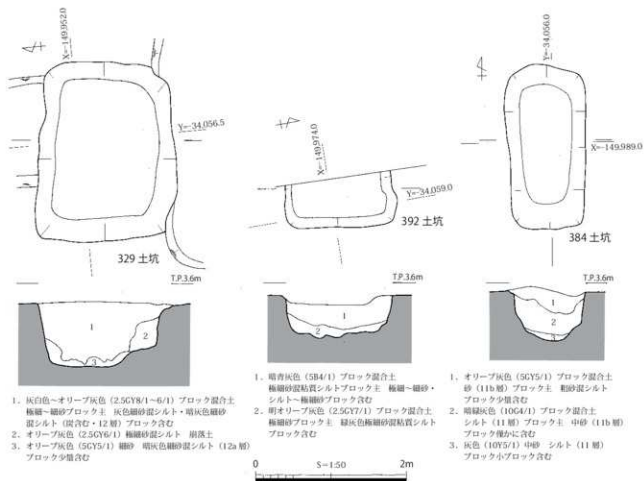 X=-149,952.0
Y=-34,056.5
329 土坑
X=-149,974.0
Y=-34,059.0
392 土坑
Y=-34,056.0
X=-149,989.0
384 土坑
T.P.3.6m
1
2
3
1、灰白色~オリーブ灰色(2.5GY8/1~6/1)ブロック混合土
極細~細砂ブロック主 灰色細砂混シルト・暗灰色細砂
混シルト(炭含む・12層)ブロック含む
2、オリーブ灰色(2.5GY6/1)極細砂混シルト 崩落土
3、オリーブ灰色(5GY5/1)細砂 暗灰色細砂混シルト(12a層)
ブロック少量含む
T.P.3.6m
1
2
1、暗青灰色(5B4/1)ブロック混合土
極細砂混粘質シルトブロック主 極細~細砂・
シルト~極細砂ブロック含む
2、明オリーブ灰色(2.5GY7/1)ブロック混合土
極細砂ブロック主 緑灰色極細砂混粘質シルト
ブロック含む
T.P.3.6m
1
2
3
1、オリーブ灰色(5GY5/1)ブロック混合土
砂(11b層)ブロック主 粗砂混シルト
ブロック少量含む
2、暗緑灰色(10G4/1)ブロック混合土
シルト(11層)ブロック主 中砂(11b層)
ブロック僅かに含む
3、灰色(10Y5/1)中砂 シルト(11層)
ブロック小ブロック含む
0 S=1:50 2m